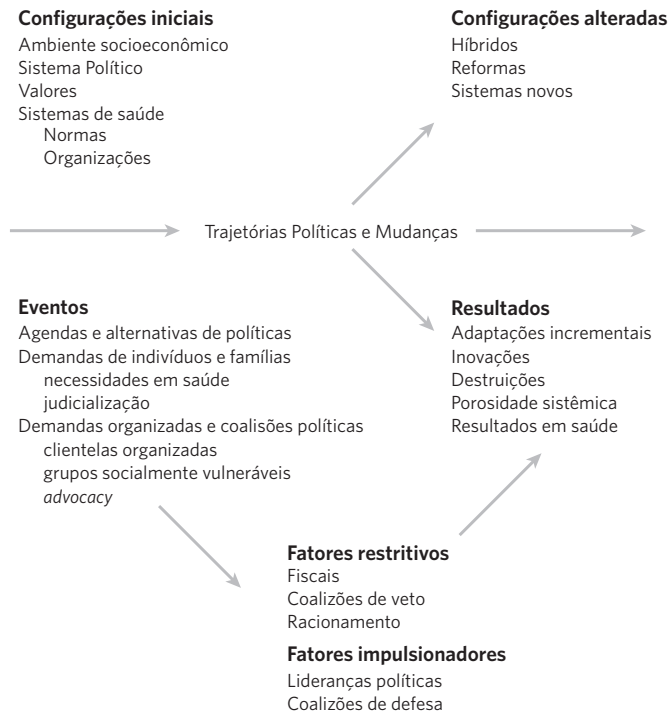 Configurações iniciais
Ambiente socioeconômico
Sistema Político
Valores
Sistemas de saúde
Normas
Organizações
Configurações alteradas
Híbridos
Reformas
Sistemas novos
Trajetórias Políticas e Mudanças
Eventos
Agendas e alternativas de políticas
Demandas de indivíduos e famílias
necessidades em saúde
judicialização
Demandas organizadas e coalisões políticas
clientelas organizadas
grupos socialmente vulneráveis
advocacy
Resultados
Adaptações incrementais
Inovações
Destruições
Porosidade sistêmica
Resultados em saúde
Fatores restritivos
Fiscais
Coalizões de veto
Racionamento
Fatores impulsionadores
Lideranças políticas
Coalizões de defesa